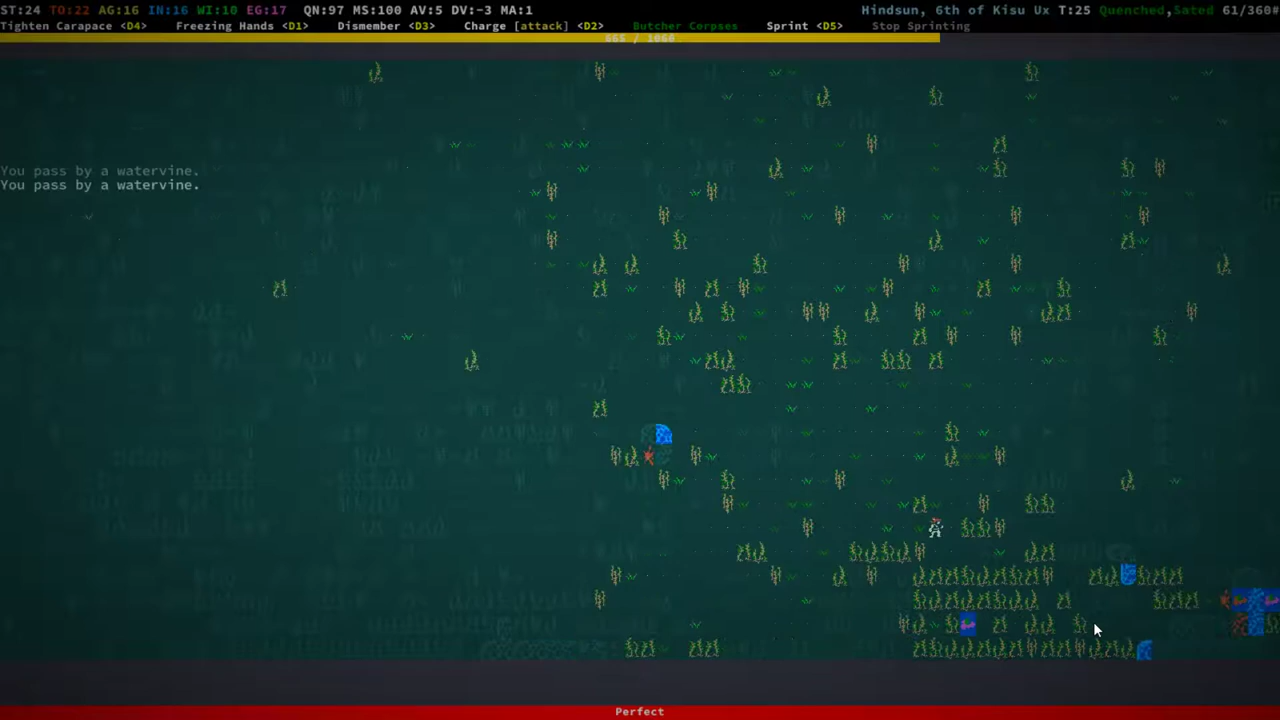 ST:24 TO:22 AG:16 IN:16 WI:10 EG:17 QN:97 MS:100 AV:5 DV:-3 MA:1 Hindsun, 6th of Kisu Ux T:25 Quenched,Sated 61/360#
Tighten Carapace <D4> Freezing Hands <D1> Dismember <D3> Charge [attack] <D2> Butcher Corpses Sprint <D5> Stop Sprinting
You pass by a watervine.
You pass by a watervine.
Perfect